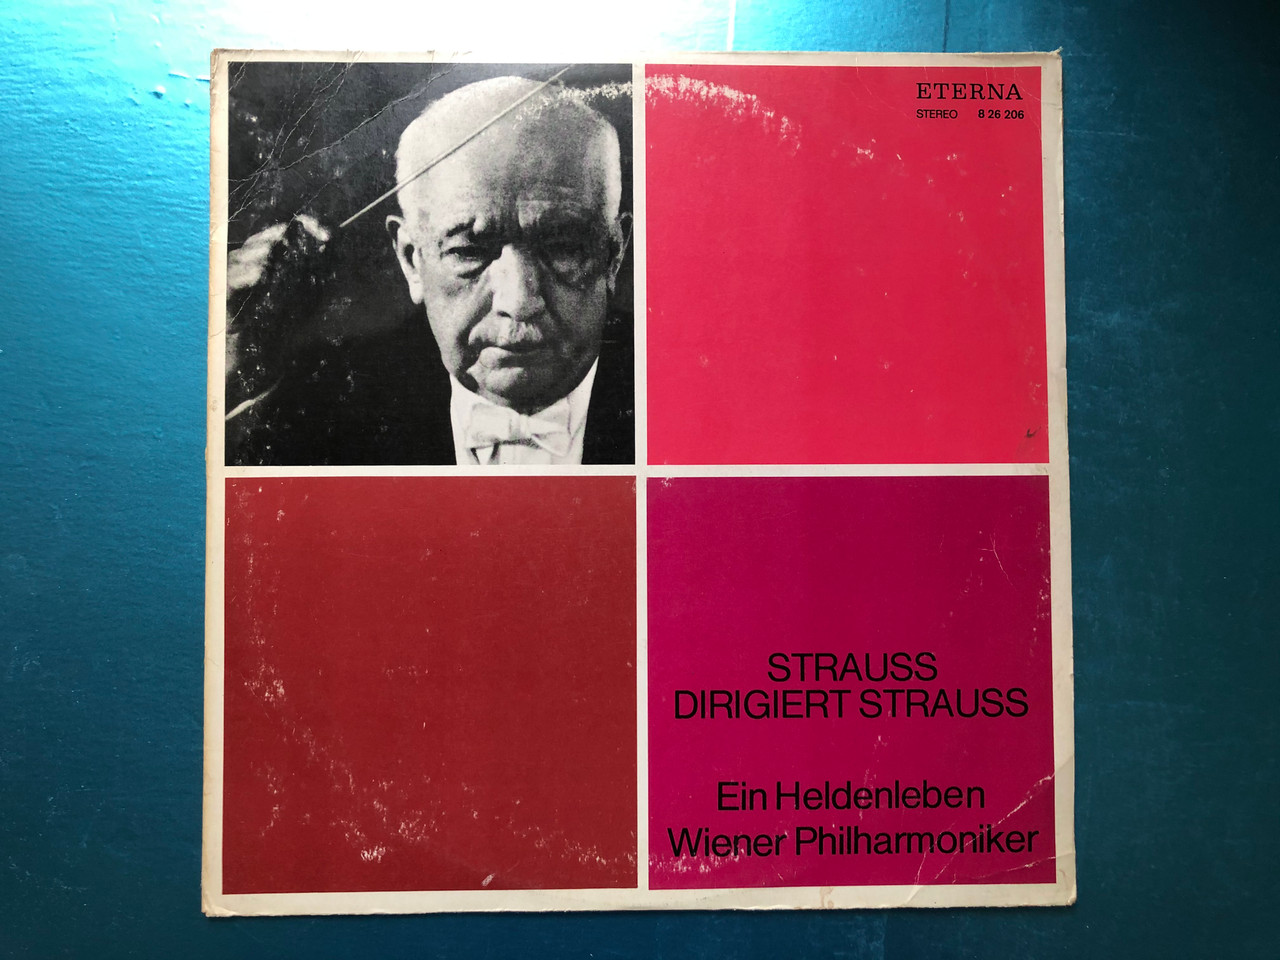 ETERNA
STEREO 8 26 206
STRAUSS
DIRIGIERT STRAUSS
Ein Heldenleben
Wiener Philharmoniker